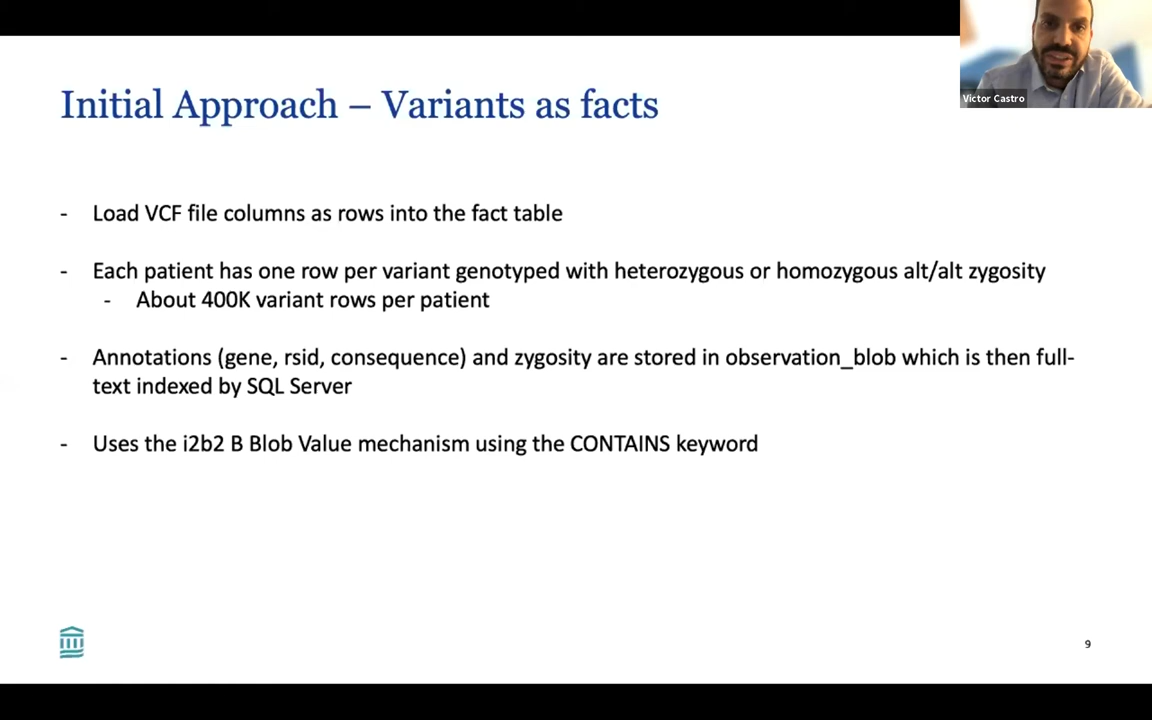 Victor Castro
Initial Approach – Variants as facts
- Load VCF file columns as rows into the fact table
- Each patient has one row per variant genotyped with heterozygous or homozygous alt/alt zygosity
- About 400K variant rows per patient
- Annotations (gene, rsid, consequence) and zygosity are stored in observation_blob which is then full-
text indexed by SQL Server
- Uses the i2b2 B Blob Value mechanism using the CONTAINS keyword
9